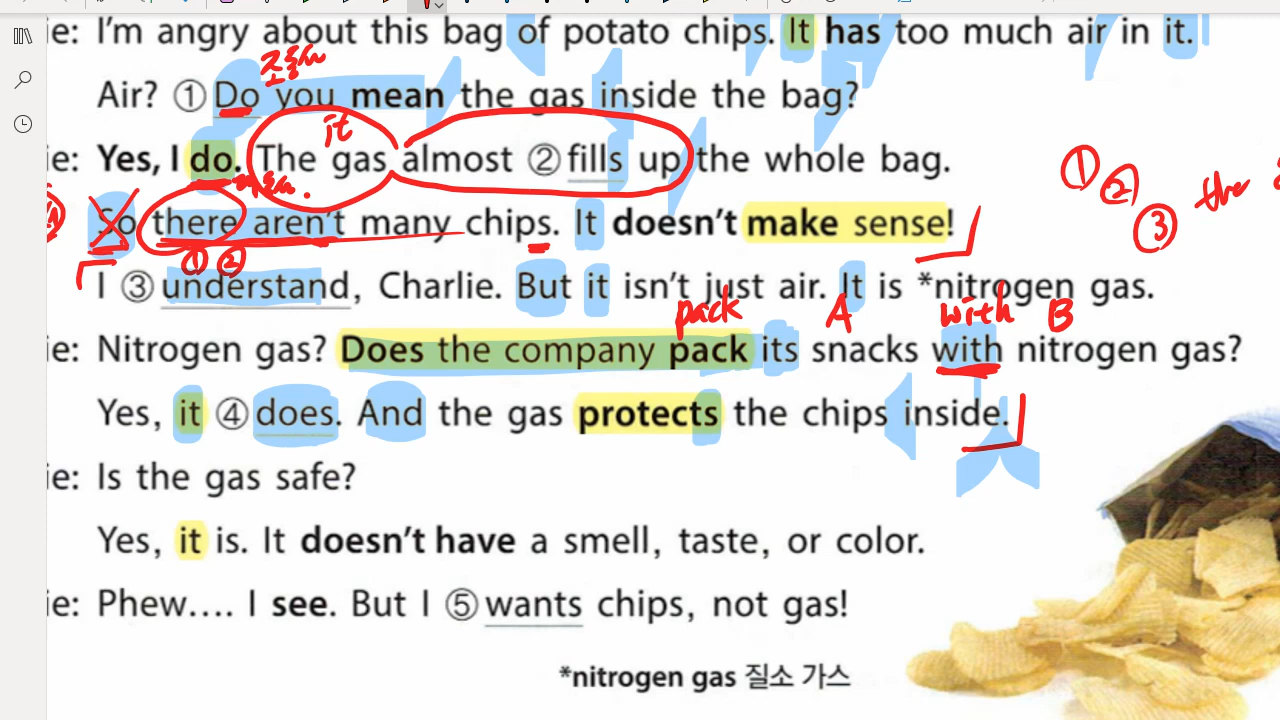 ie: I'm angry about this bag of potato chips. It has too much air in it.
조동사
Air? ① Do you mean the gas inside the bag?
it
ie: Yes, I do. The gas almost ② fills up the whole bag.
① ② ③ the
So there aren't many chips. It doesn't make sense!
① ②
I ③ understand, Charlie. But it isn't just air. It is *nitrogen gas.
pack A with B
ie: Nitrogen gas? Does the company pack its snacks with nitrogen gas?
Yes, it ④ does. And the gas protects the chips inside.
ie: Is the gas safe?
Yes, it is. It doesn't have a smell, taste, or color.
ie: Phew.... I see. But I ⑤ wants chips, not gas!
*nitrogen gas 질소 가스